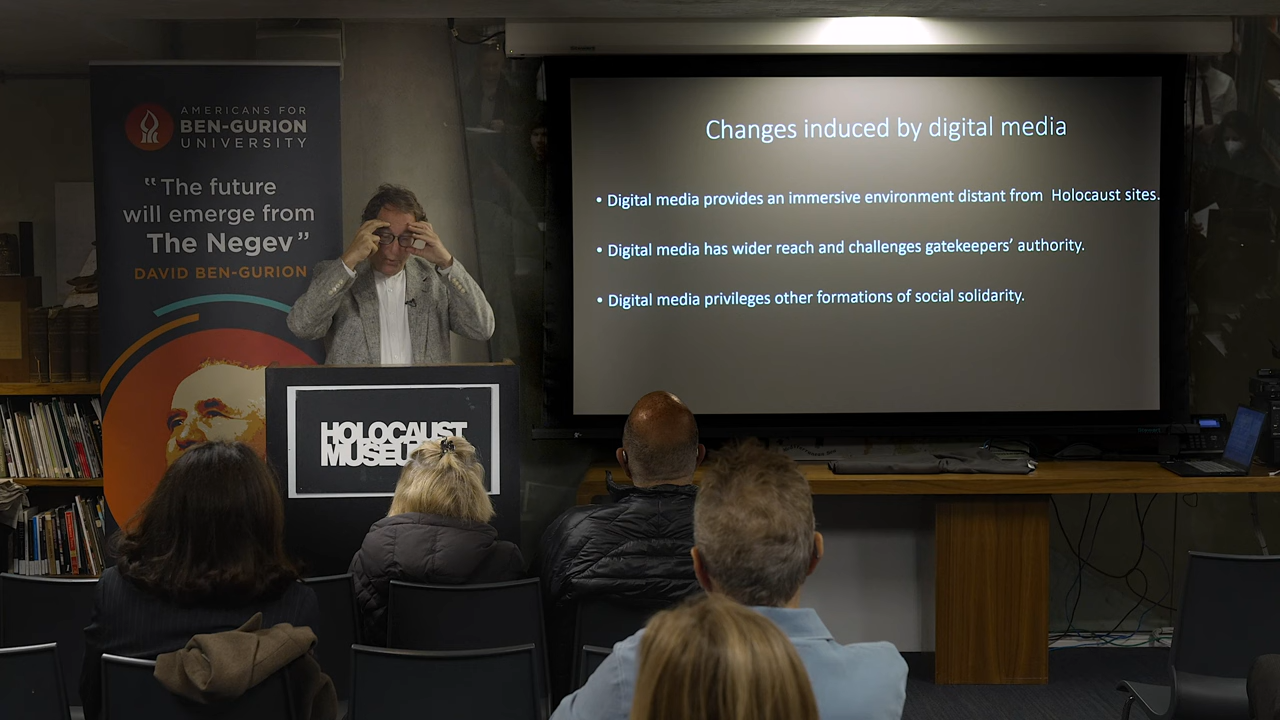 AMERICANS FOR
BEN-GURION
UNIVERSITY
“The future
will emerge from
The Negev”
DAVID BEN-GURION
HOLOCAUST
Changes induced by digital media
• Digital media provides an immersive environment distant from Holocaust sites.
• Digital media has wider reach and challenges gatekeepers’ authority.
• Digital media privileges other formations of social solidarity.